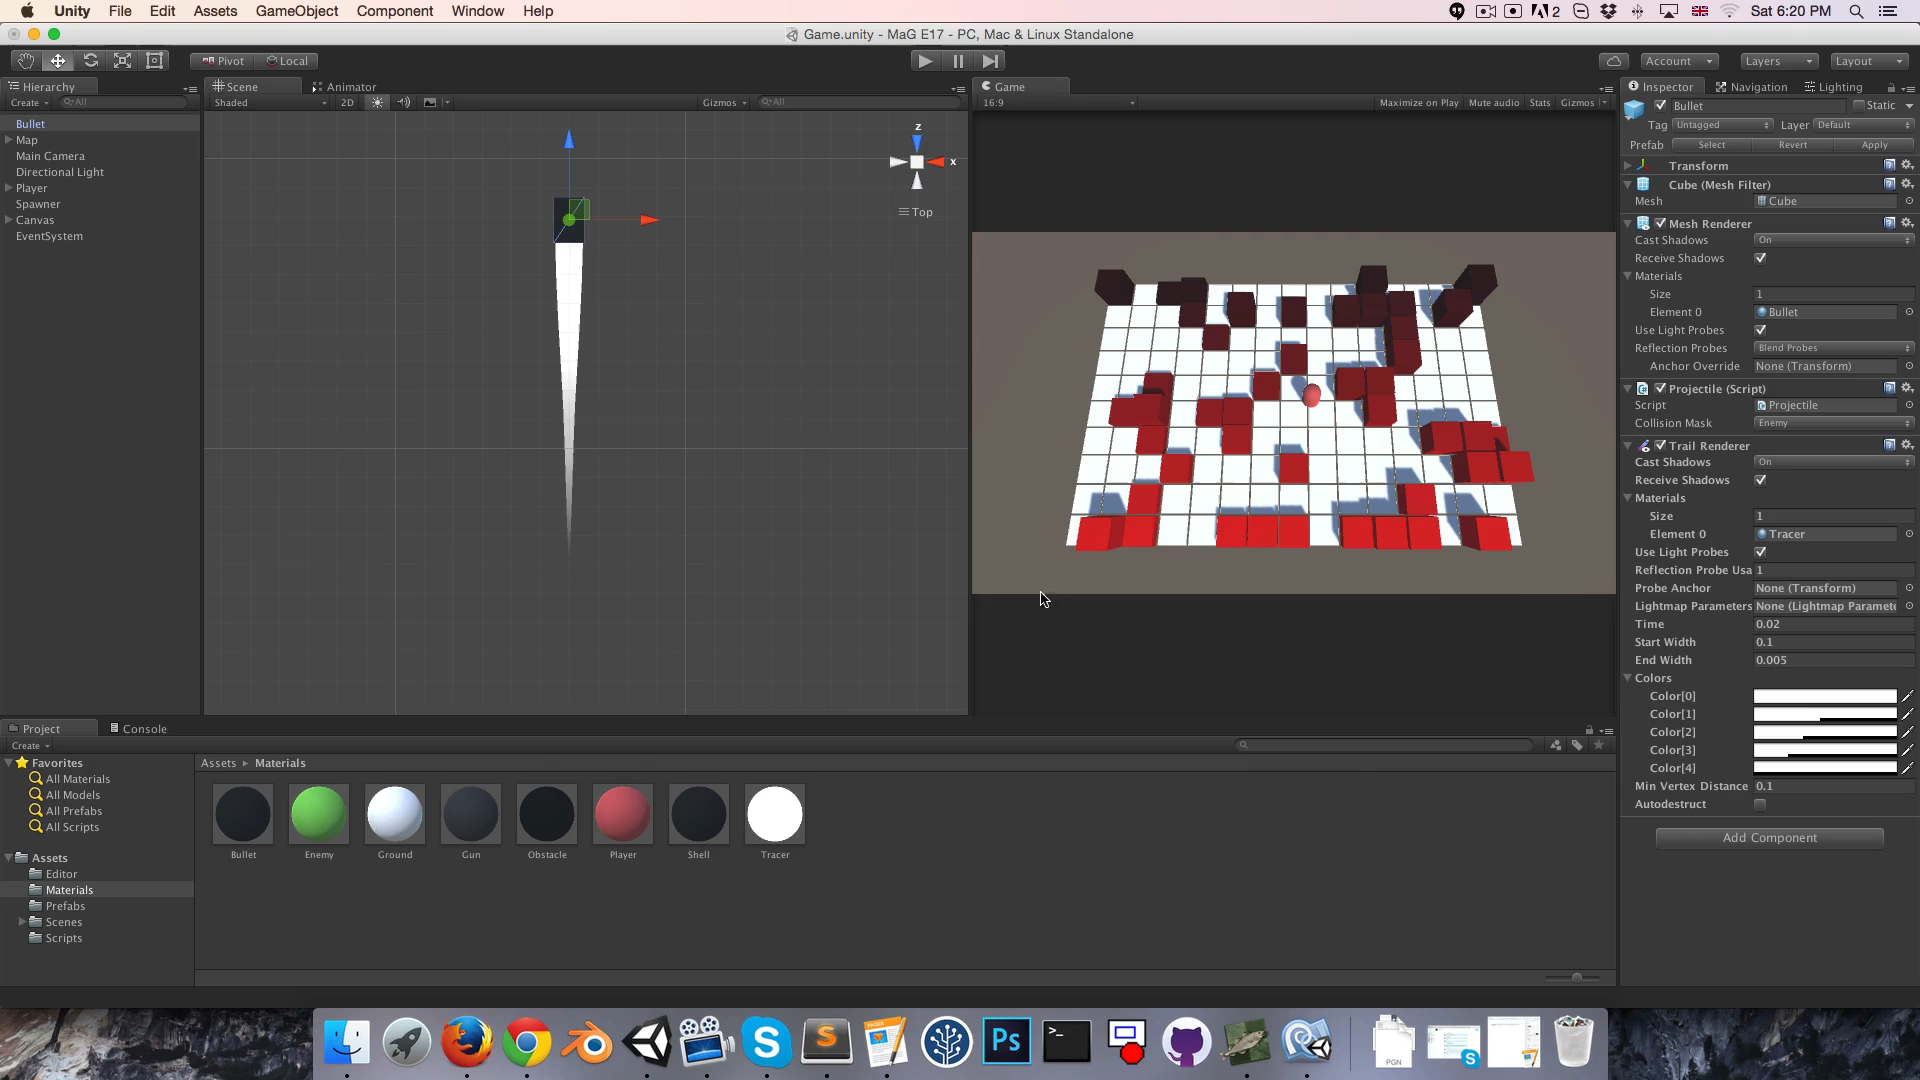 Unity File Edit Assets GameObject Component Window Help
2 Sat 6:20 PM
Game.unity - MaG E17 - PC, Mac & Linux Standalone
Pivot Local
Account Layers Layout
Hierarchy
Create All
Bullet
Map
Main Camera
Directional Light
Player
Spawner
Canvas
EventSystem
Scene Animator
Shaded 2D Gizmos All
z
x
Top
Game
16:9 Maximize on Play Mute audio Stats Gizmos
Inspector Navigation Lighting
Bullet Static
Tag Untagged Layer Default
Prefab Select Revert Apply
Transform
Cube (Mesh Filter)
Mesh Cube
Mesh Renderer
Cast Shadows On
Receive Shadows
Materials
Size 1
Element 0 Bullet
Use Light Probes
Reflection Probes Blend Probes
Anchor Override None (Transform)
Projectile (Script)
Script Projectile
Collision Mask Enemy
Trail Renderer
Cast Shadows On
Receive Shadows
Materials
Size 1
Element 0 Tracer
Use Light Probes
Reflection Probe Usa 1
Probe Anchor None (Transform)
Lightmap Parameters None (Lightmap Paramete
Time 0.02
Start Width 0.1
End Width 0.005
Colors
Color[0]
Color[1]
Color[2]
Color[3]
Color[4]
Min Vertex Distance 0.1
Autodestruct
Add Component
Project Console
Create
Favorites
All Materials
All Models
All Prefabs
All Scripts
Assets
Editor
Materials
Prefabs
Scenes
Scripts
Assets ▸ Materials
Bullet Enemy Ground Gun Obstacle Player Shell Tracer
Ps
PGN